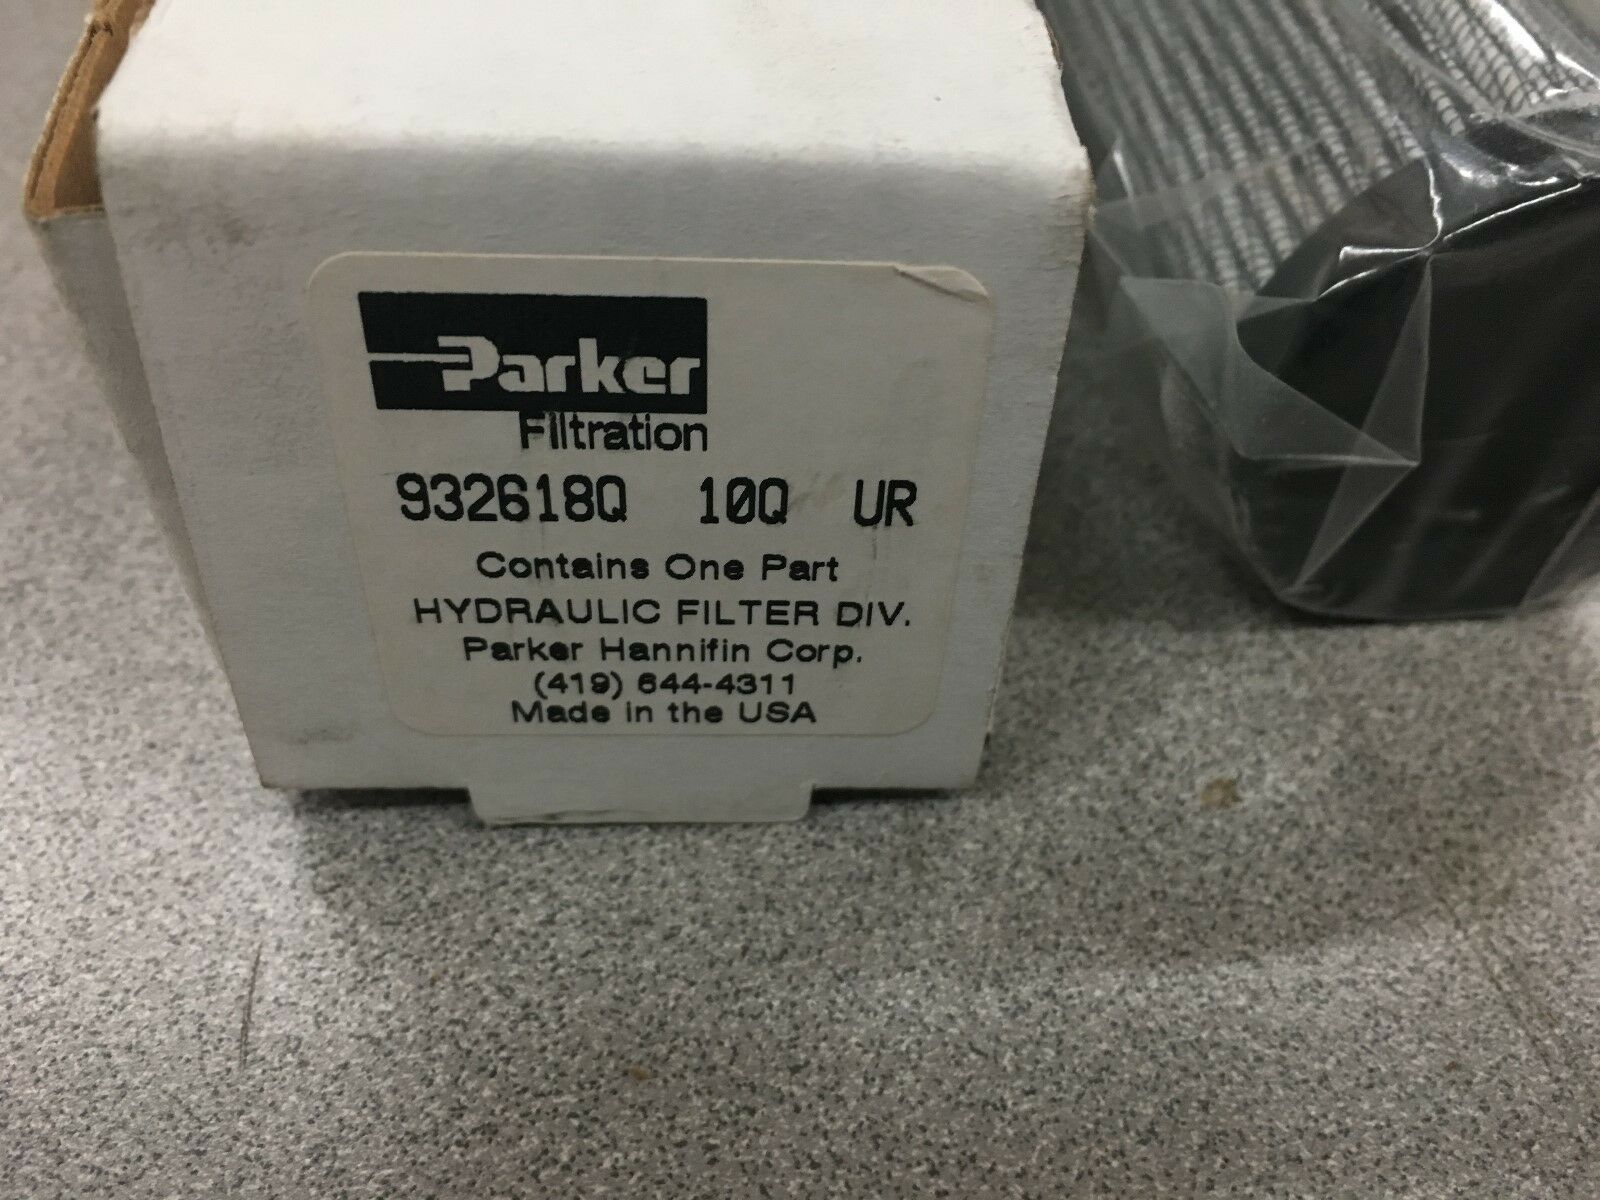 Parker
Filtration
932618Q 10Q UR
Contains One Part
HYDRAULIC FILTER DIV.
Parker Hannifin Corp.
(419) 644-4311
Made in the USA